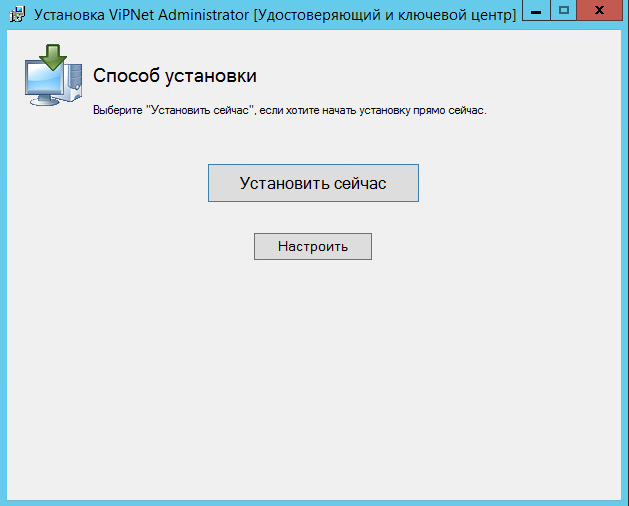 Установка ViPNet Administrator [Удостоверяющий и ключевой центр]
Способ установки
Выберите "Установить сейчас", если хотите начать установку прямо сейчас.
Установить сейчас
Настроить